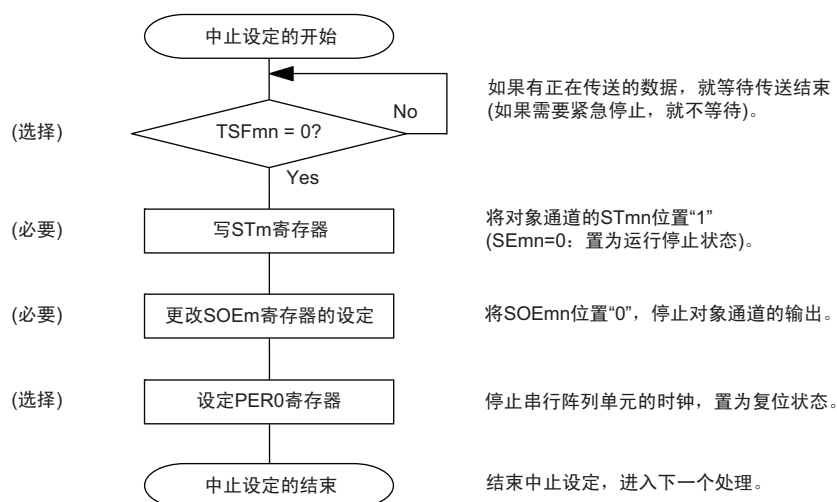 中止设定的开始
如果有正在传送的数据，就等待传送结束
(如果需要紧急停止，就不等待)。
No
(选择)
TSFmn = 0?
Yes
(必要)
写STm寄存器
将对象通道的STmn位置“1”
(SEmn=0：置为运行停止状态)。
(必要)
更改SOEm寄存器的设定
将SOEmn位置“0”，停止对象通道的输出。
(选择)
设定PER0寄存器
停止串行阵列单元的时钟，置为复位状态。
中止设定的结束
结束中止设定，进入下一个处理。